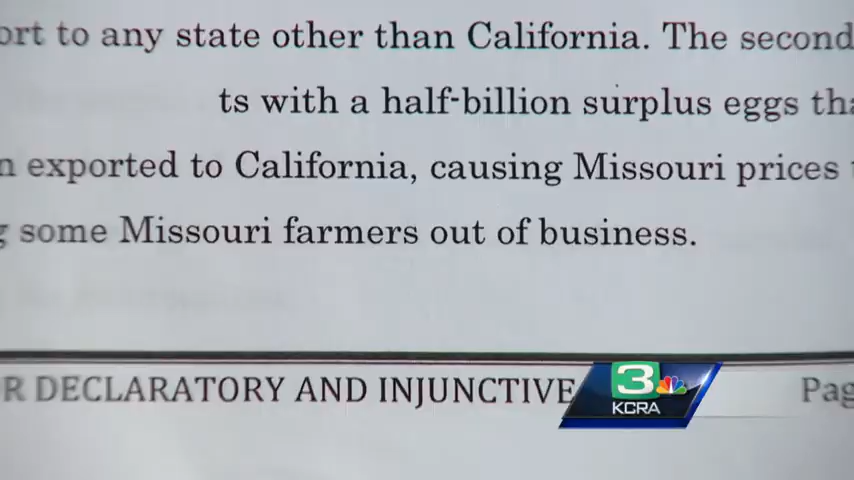 ort to any state other than California. The second
ts with a half-billion surplus eggs tha
n exported to California, causing Missouri prices
g some Missouri farmers out of business.
R DECLARATORY AND INJUNCTIVE
Pag
3
KCRA